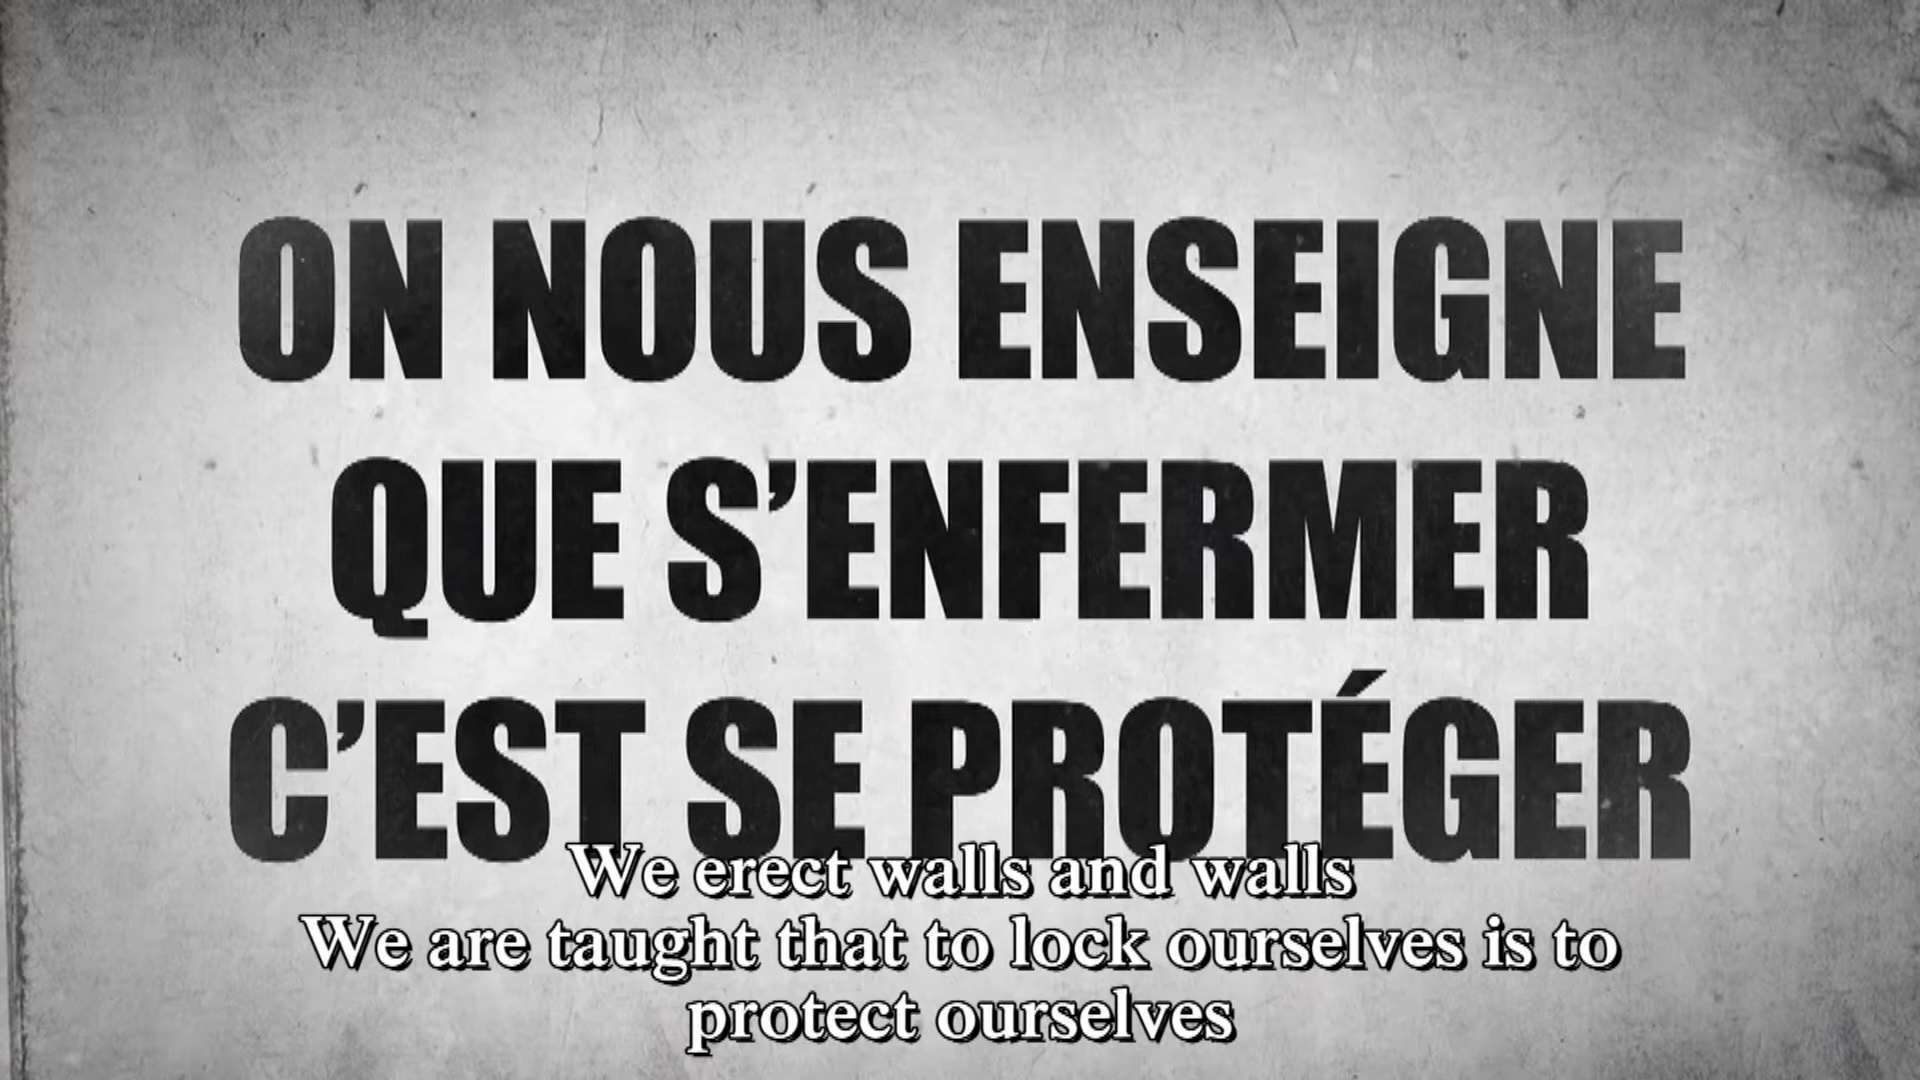 ON NOUS ENSEIGNE
QUE S’ENFERMER
C’EST SE PROTÉGER
We erect walls and walls
We are taught that to lock ourselves is to
protect ourselves